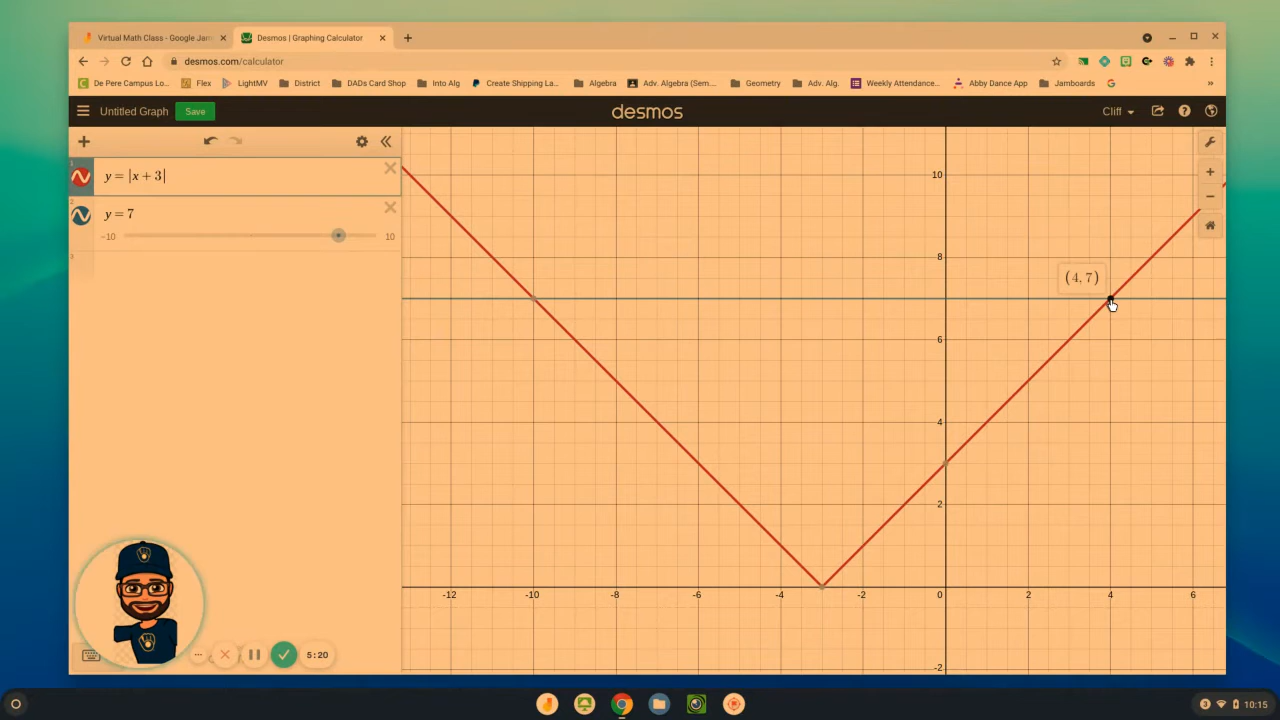 Virtual Math Class - Google Jam
Desmos | Graphing Calculator
desmos.com/calculator
De Pere Campus Lo...
Flex
LightMV
District
DADs Card Shop
Into Alg
Create Shipping La...
Algebra
Adv. Algebra (Sem....
Geometry
Adv. Alg.
Weekly Attendance...
Abby Dance App
Jamboards
»
Untitled Graph
Save
desmos
Cliff
1
y = |x + 3|
2
y = 7
-10
10
3
(4, 7)
10
8
6
4
2
-2
-12
-10
-8
-6
-4
-2
0
2
4
6
5:20
10:15